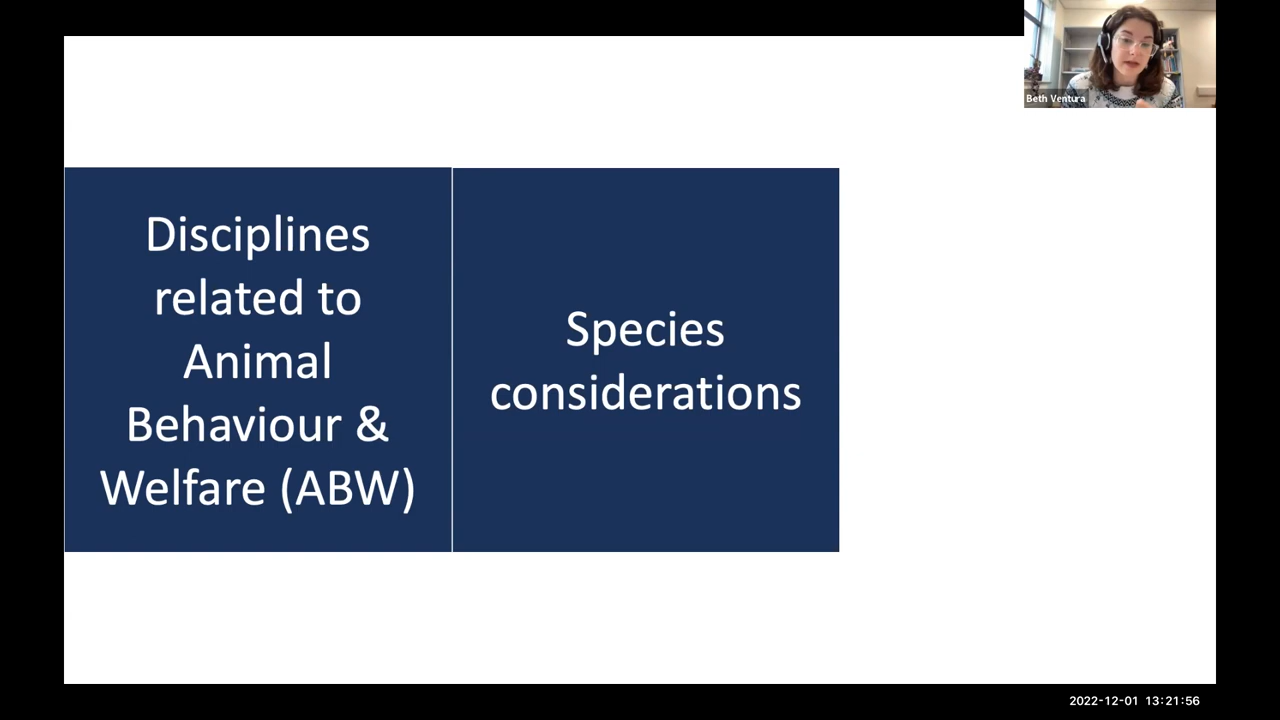 Beth Ventura
Disciplines
related to
Animal
Behaviour &
Welfare (ABW)
Species
considerations
2022-12-01 13:21:56